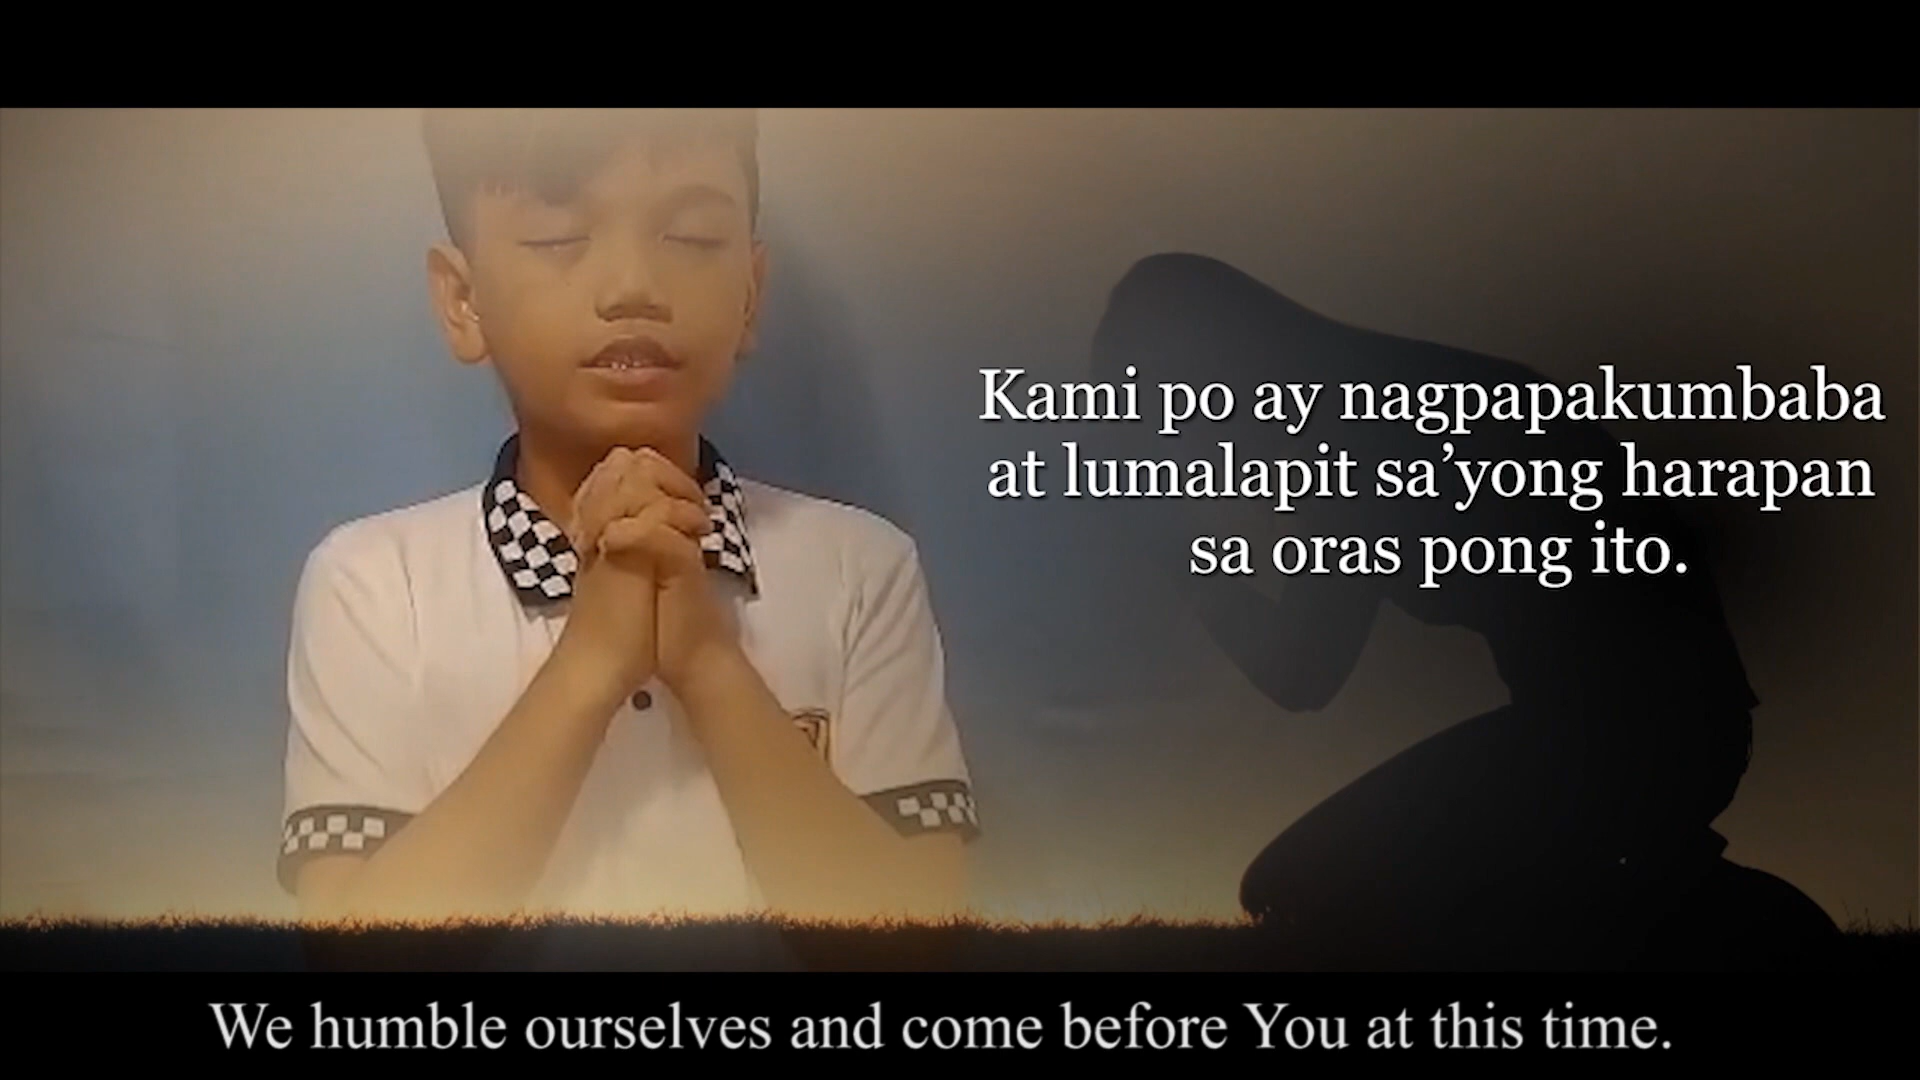 Kami po ay nagpapakumbaba
at lumalapit sa’yong harapan
sa oras pong ito.
We humble ourselves and come before You at this time.